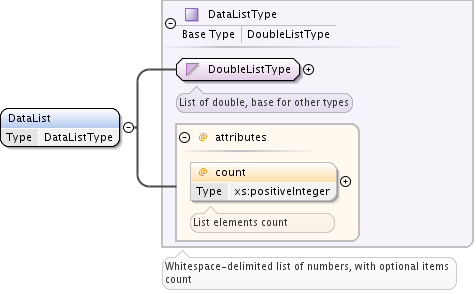 DataListType
Base Type DoubleListType
DoubleListType
List of double, base for other types
DataList
Type DataListType
@ attributes
@ count
Type xs:positiveInteger
List elements count
Whitespace-delimited list of numbers, with optional items
count